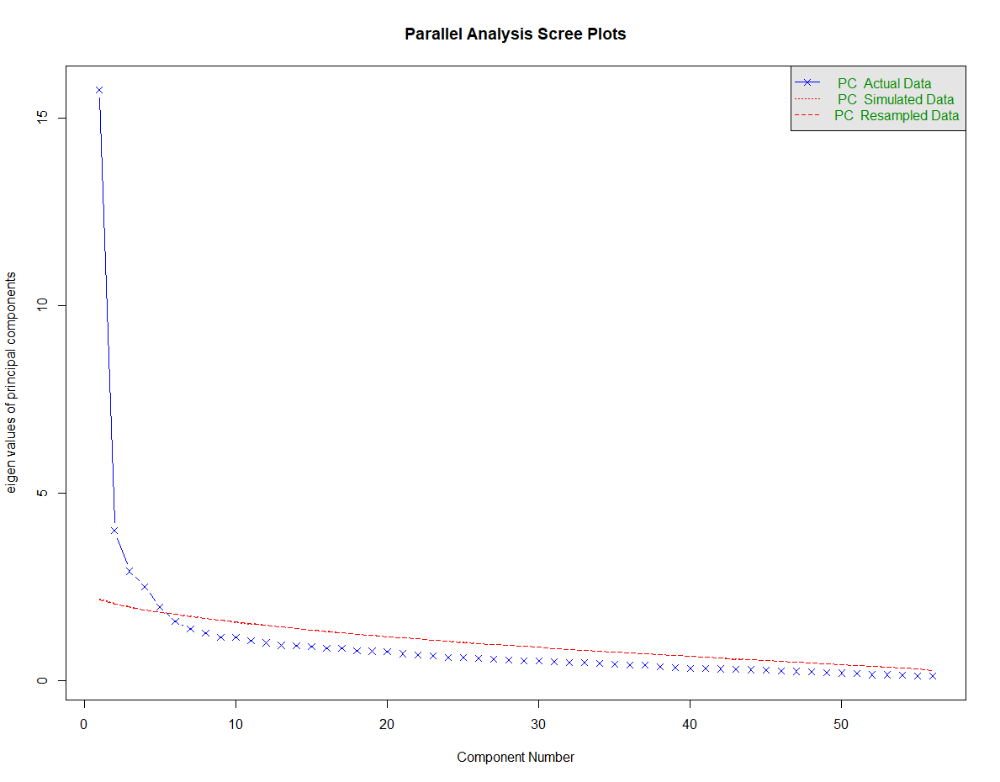 Parallel Analysis Scree Plots
PC Actual Data
PC Simulated Data
PC Resampled Data
eigen values of principal components
15
10
5
0
0 10 20 30 40 50
Component Number